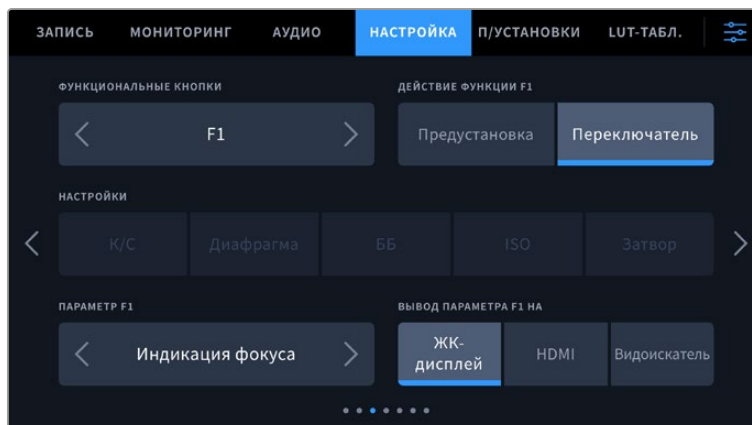 ЗАПИСЬ МОНИТОРИНГ АУДИО НАСТРОЙКА П/УСТАНОВКИ LUT-ТАБЛ.
ФУНКЦИОНАЛЬНЫЕ КНОПКИ ДЕЙСТВИЕ ФУНКЦИИ F1
F1 Предустановка Переключатель
НАСТРОЙКИ
К/С Диафрагма ББ ISO Затвор
ПАРАМЕТР F1 ВЫВОД ПАРАМЕТРА F1 НА
Индикация фокуса ЖК-
дисплей HDMI Видоискатель